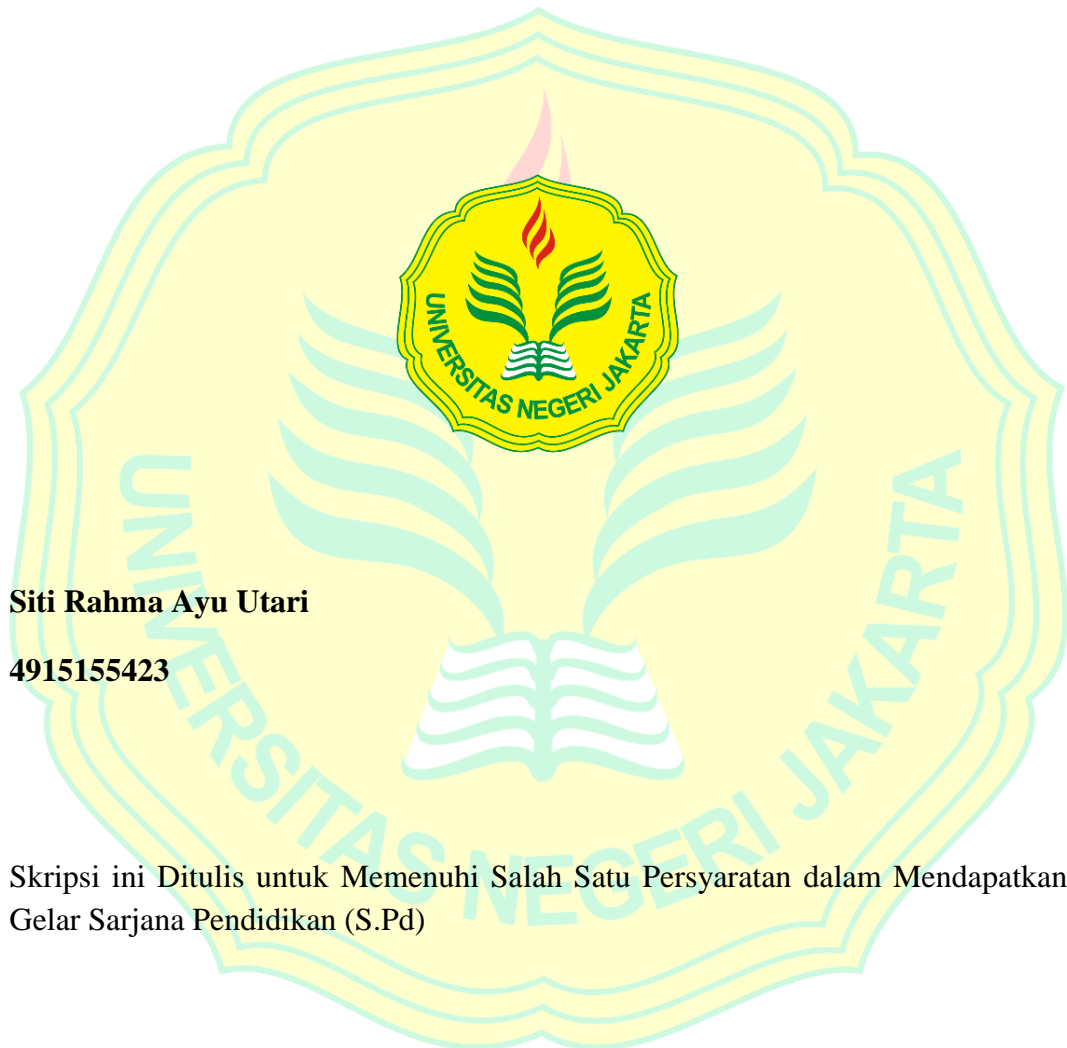 UNIVERSITAS NEGERI JAKARTA
UNIVERSITAS NEGERI JAKARTA
Siti Rahma Ayu Utari
4915155423
Skripsi ini Ditulis untuk Memenuhi Salah Satu Persyaratan dalam Mendapatkan
Gelar Sarjana Pendidikan (S.Pd)